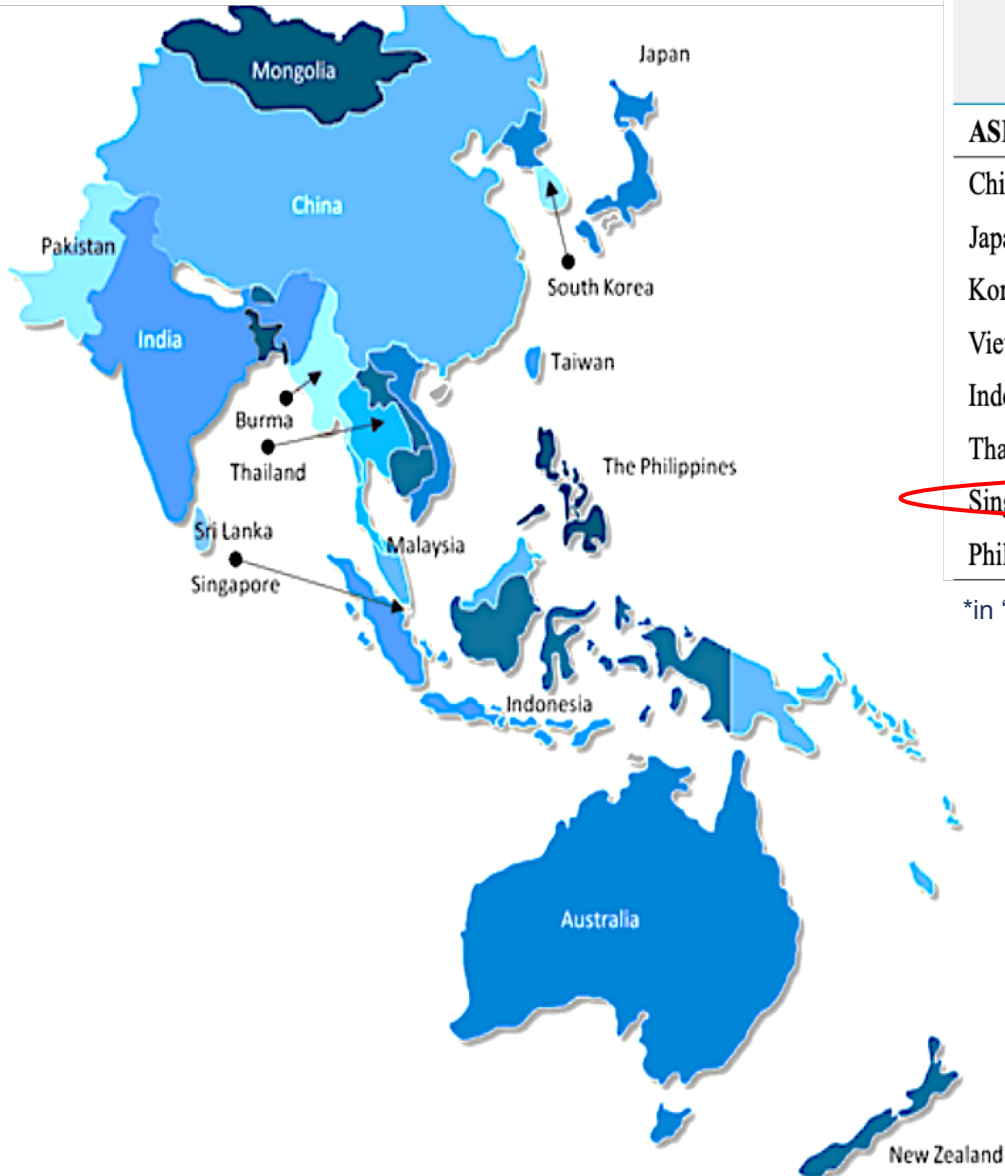 Mongolia
Japan
China
Pakistan
South Korea
India
Taiwan
Burma
Thailand
The Philippines
Sri Lanka
Malaysia
Singapore
Indonesia
Australia
New Zealand
ASI
Chi
Japa
Kor
Viet
Indo
Tha
Sing
Phil
*in “